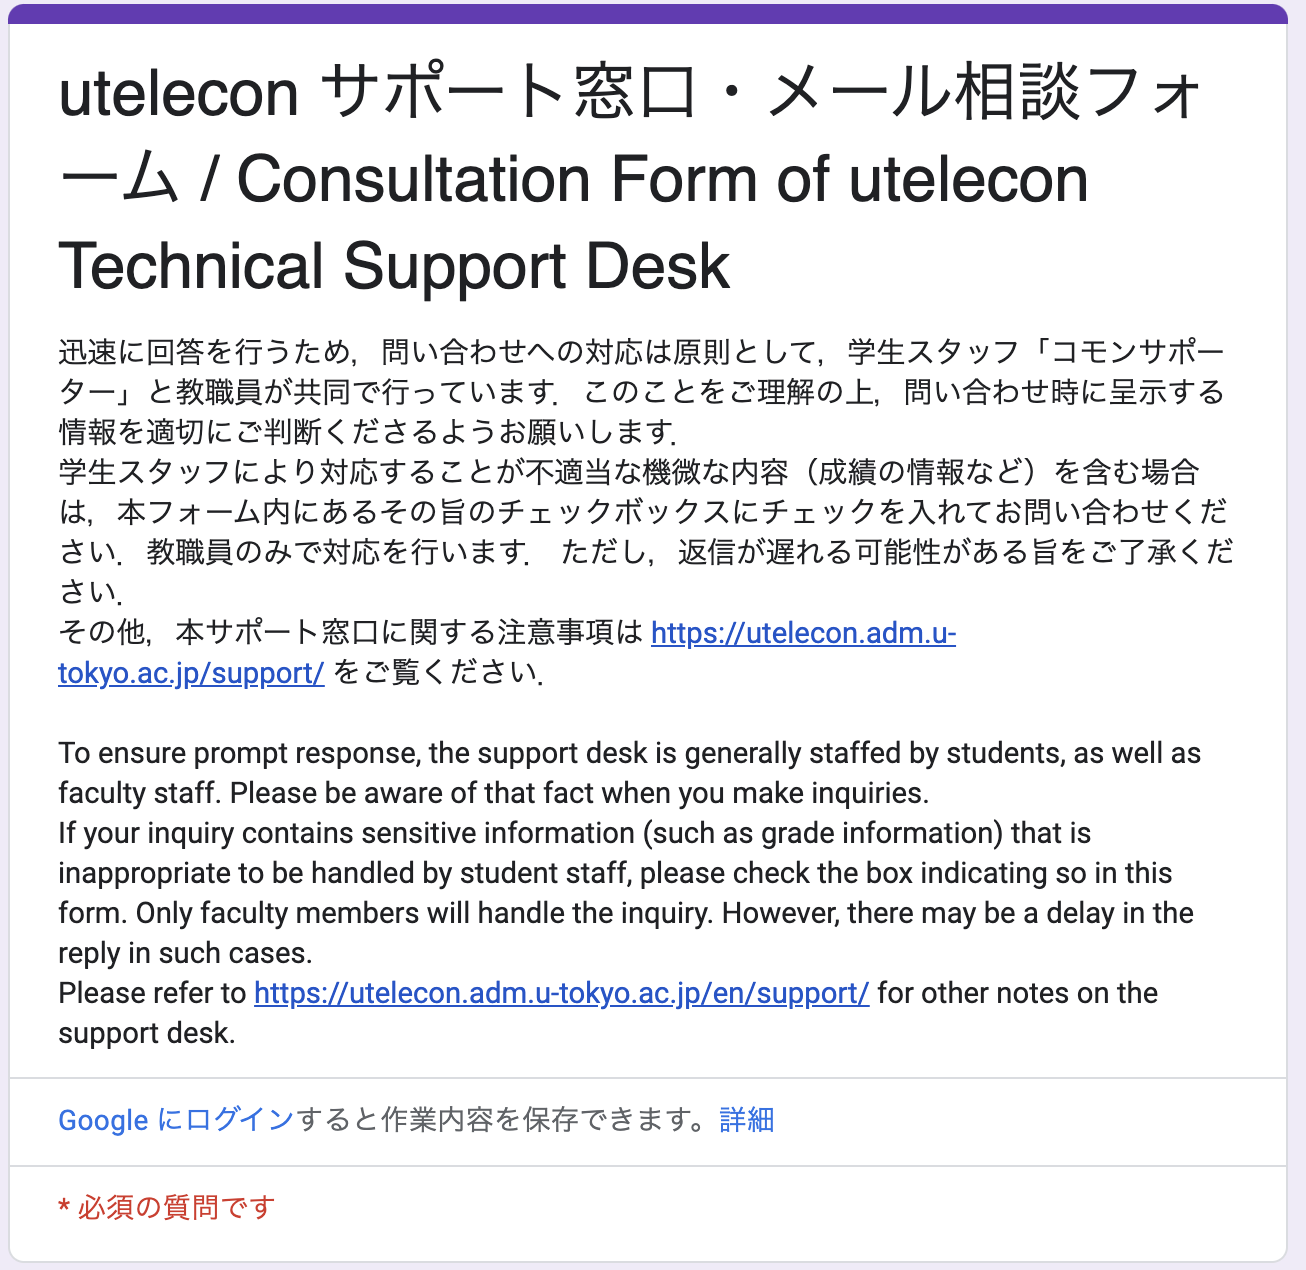 utelecon サポート窓口・メール相談フォ
ーム / Consultation Form of utelecon
Technical Support Desk
迅速に回答を行うため，問い合わせへの対応は原則として，学生スタッフ「コモンサポー
ター」と教職員が共同で行っています．このことをご理解の上，問い合わせ時に呈示する
情報を適切にご判断くださるようお願いします．
学生スタッフにより対応することが不適当な機微な内容（成績の情報など）を含む場合
は，本フォーム内にあるその旨のチェックボックスにチェックを入れてお問い合わせくだ
さい．教職員のみで対応を行います． ただし，返信が遅れる可能性がある旨をご了承くだ
さい．
その他，本サポート窓口に関する注意事項は https://utelecon.adm.u-
tokyo.ac.jp/support/ をご覧ください．
To ensure prompt response, the support desk is generally staffed by students, as well as
faculty staff. Please be aware of that fact when you make inquiries.
If your inquiry contains sensitive information (such as grade information) that is
inappropriate to be handled by student staff, please check the box indicating so in this
form. Only faculty members will handle the inquiry. However, there may be a delay in the
reply in such cases.
Please refer to https://utelecon.adm.u-tokyo.ac.jp/en/support/ for other notes on the
support desk.
Google にログインすると作業内容を保存できます。詳細
* 必須の質問です